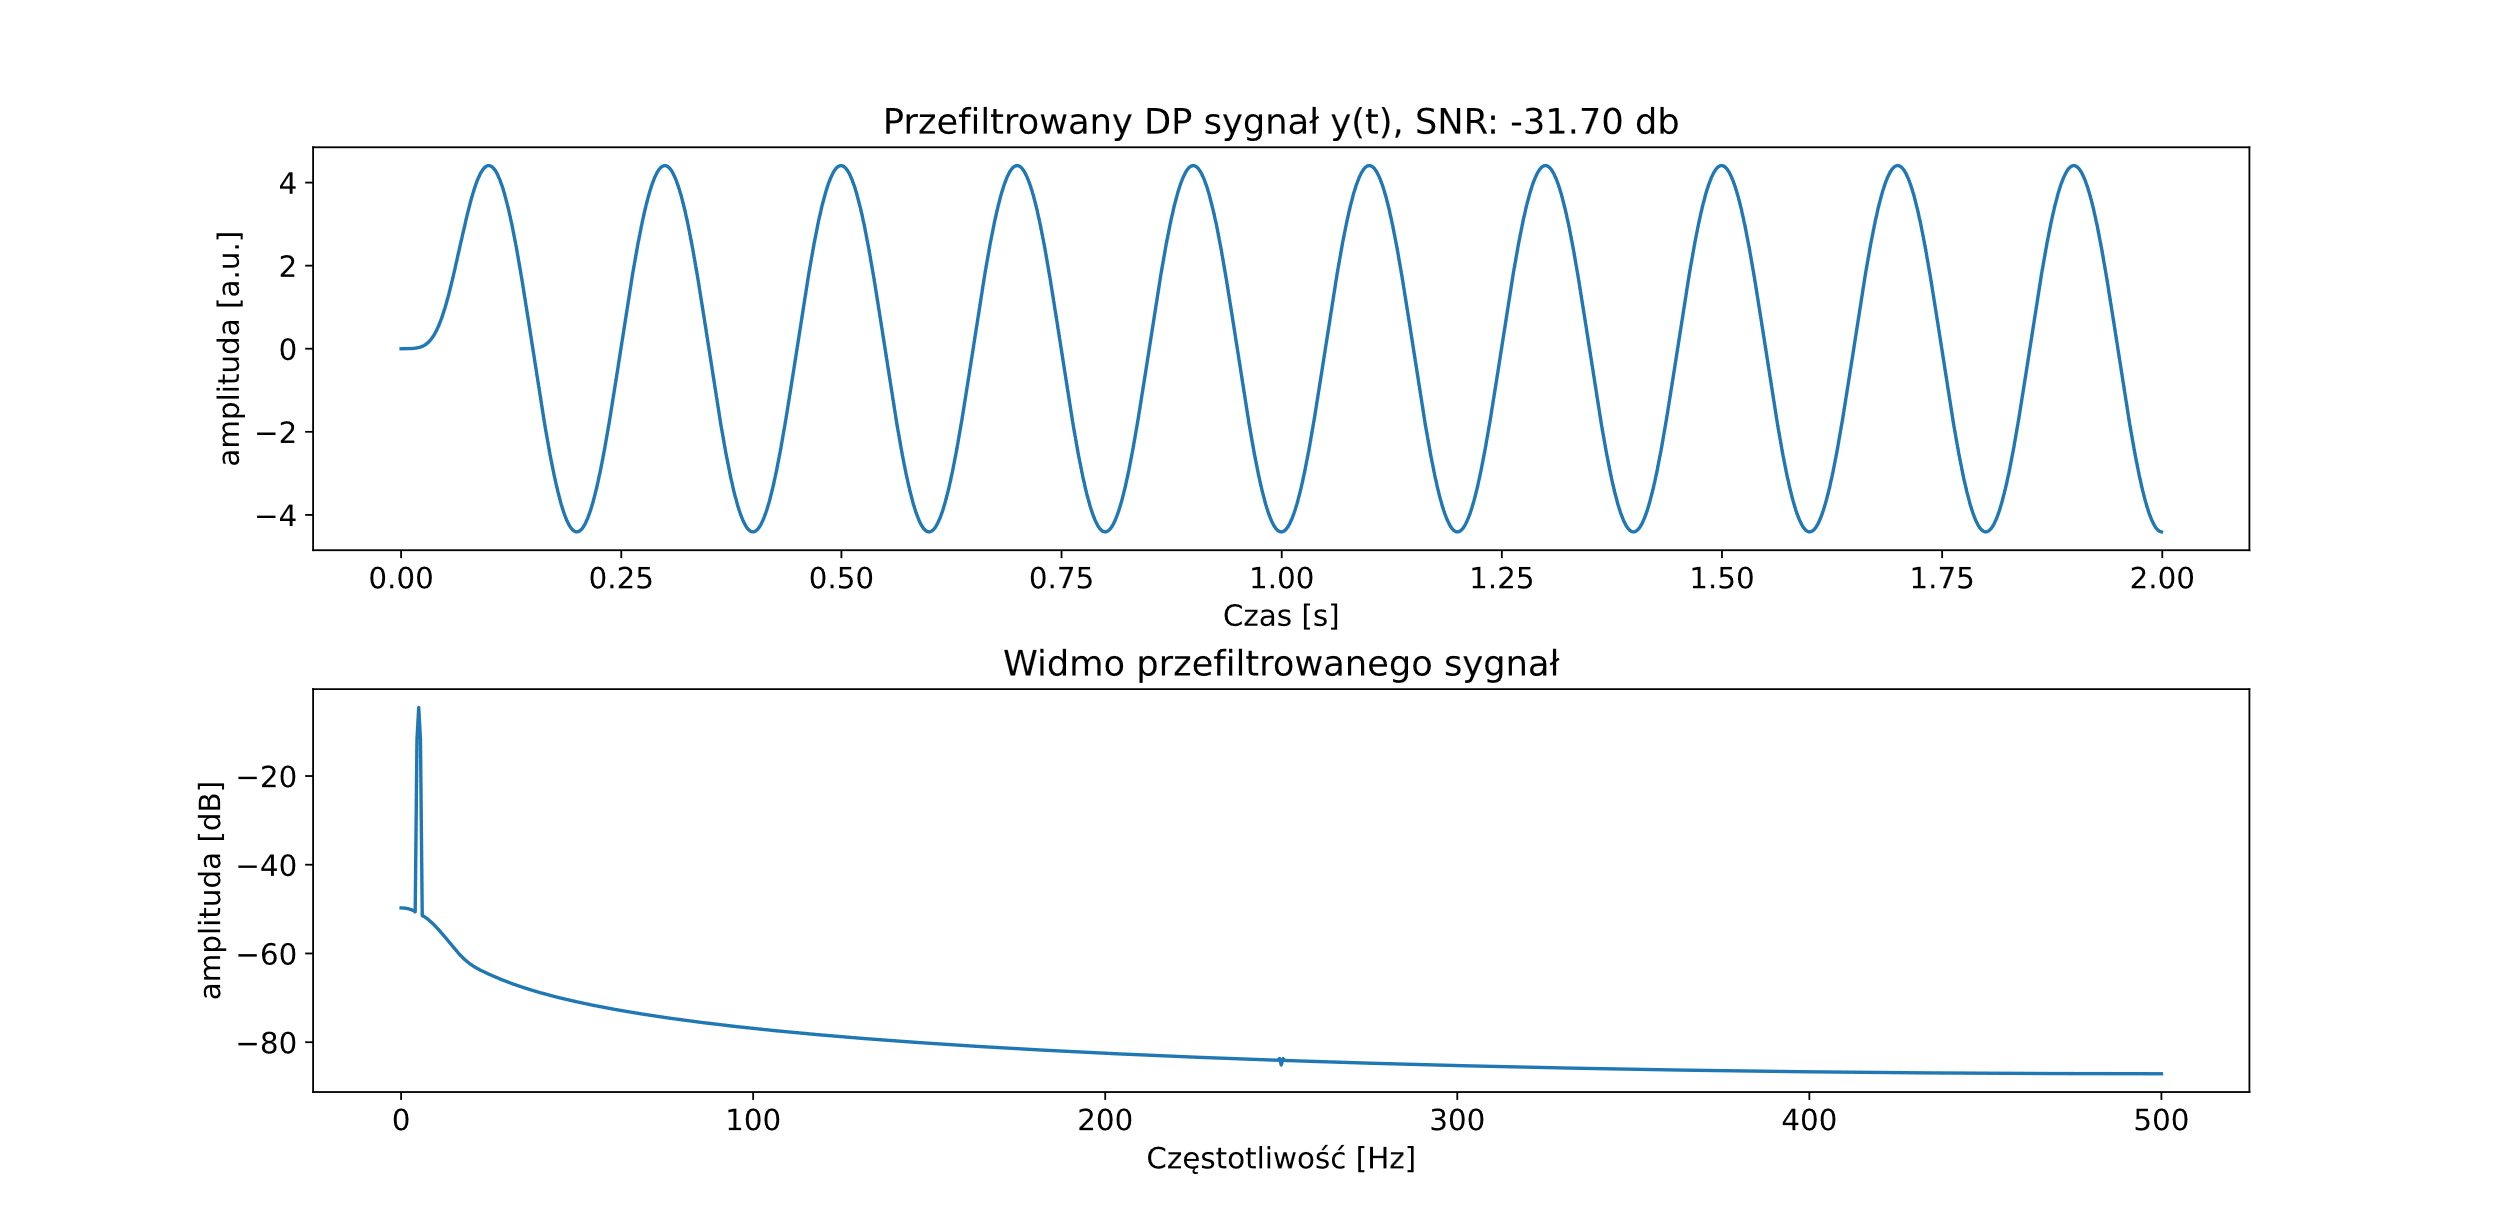 Przefiltrowany DP sygnał y(t), SNR: -31.70 db
amplituda [a.u.]
4
2
0
−2
−4
0.00 0.25 0.50 0.75 1.00 1.25 1.50 1.75 2.00
Czas [s]
Widmo przefiltrowanego sygnał
amplituda [dB]
−20
−40
−60
−80
0 100 200 300 400 500
Częstotliwość [Hz]